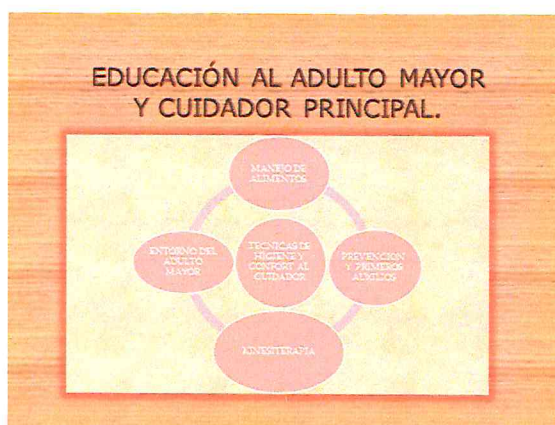 EDUCACIÓN AL ADULTO MAYOR
Y CUIDADOR PRINCIPAL.
MANEJO DE
ALIMENTOS
ENTORNO DEL
ADULTO
MAYOR
TECNICAS DE
HIGIENE Y
CONFORT AL
CUIDADOR
PREVENCION
Y PRIMEROS
AUXILIOS
KINESITERAPIA